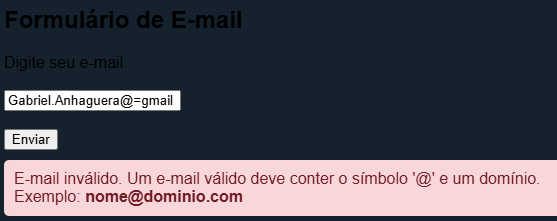 Formulário de E-mail
Digite seu e-mail:
Gabriel.Anhaguera@=gmail
Enviar
E-mail inválido. Um e-mail válido deve conter o símbolo '@' e um domínio.
Exemplo: nome@dominio.com